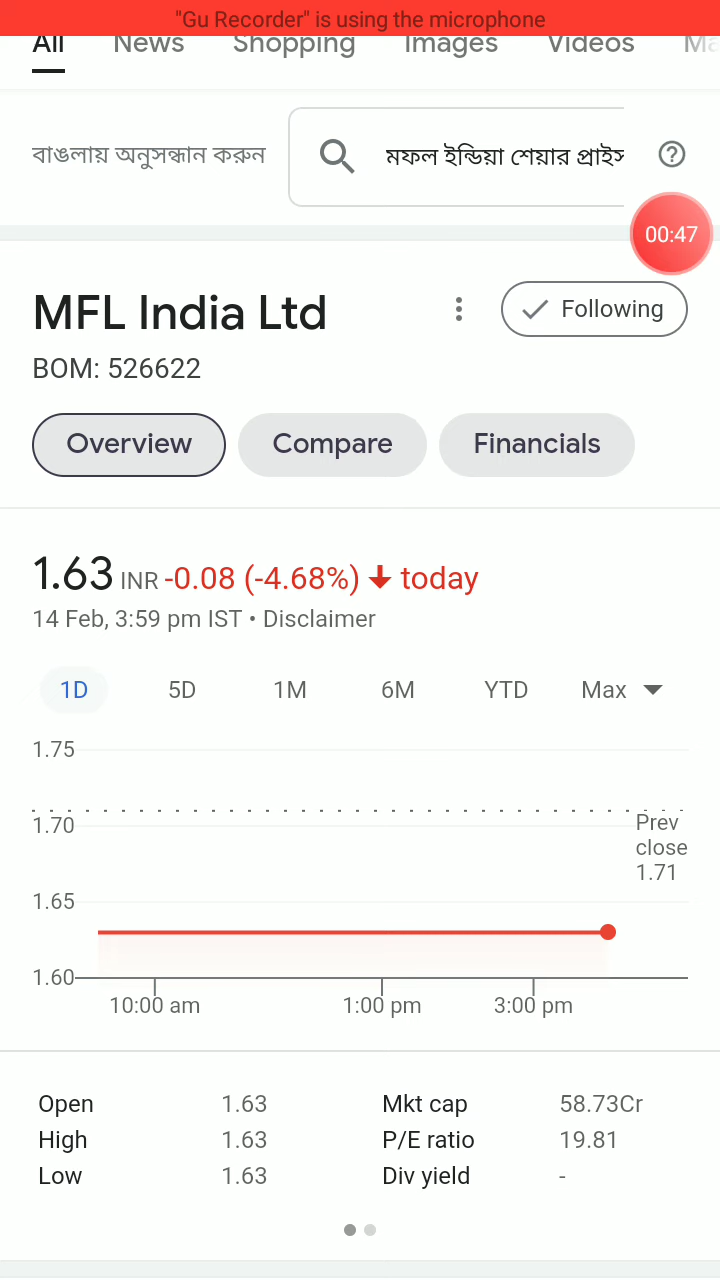 "Gu Recorder" is using the microphone
All News Shopping Images Videos Ma
বাঙলায় অনুসন্ধান করুন
মফল ইন্ডিয়া শেয়ার প্রাইস
00:47
MFL India Ltd
Following
BOM: 526622
Overview Compare Financials
1.63 INR -0.08 (-4.68%) today
14 Feb, 3:59 pm IST • Disclaimer
1D 5D 1M 6M YTD Max
1.75
1.70
Prev
close
1.71
1.65
1.60
10:00 am 1:00 pm 3:00 pm
Open 1.63 Mkt cap 58.73Cr
High 1.63 P/E ratio 19.81
Low 1.63 Div yield -